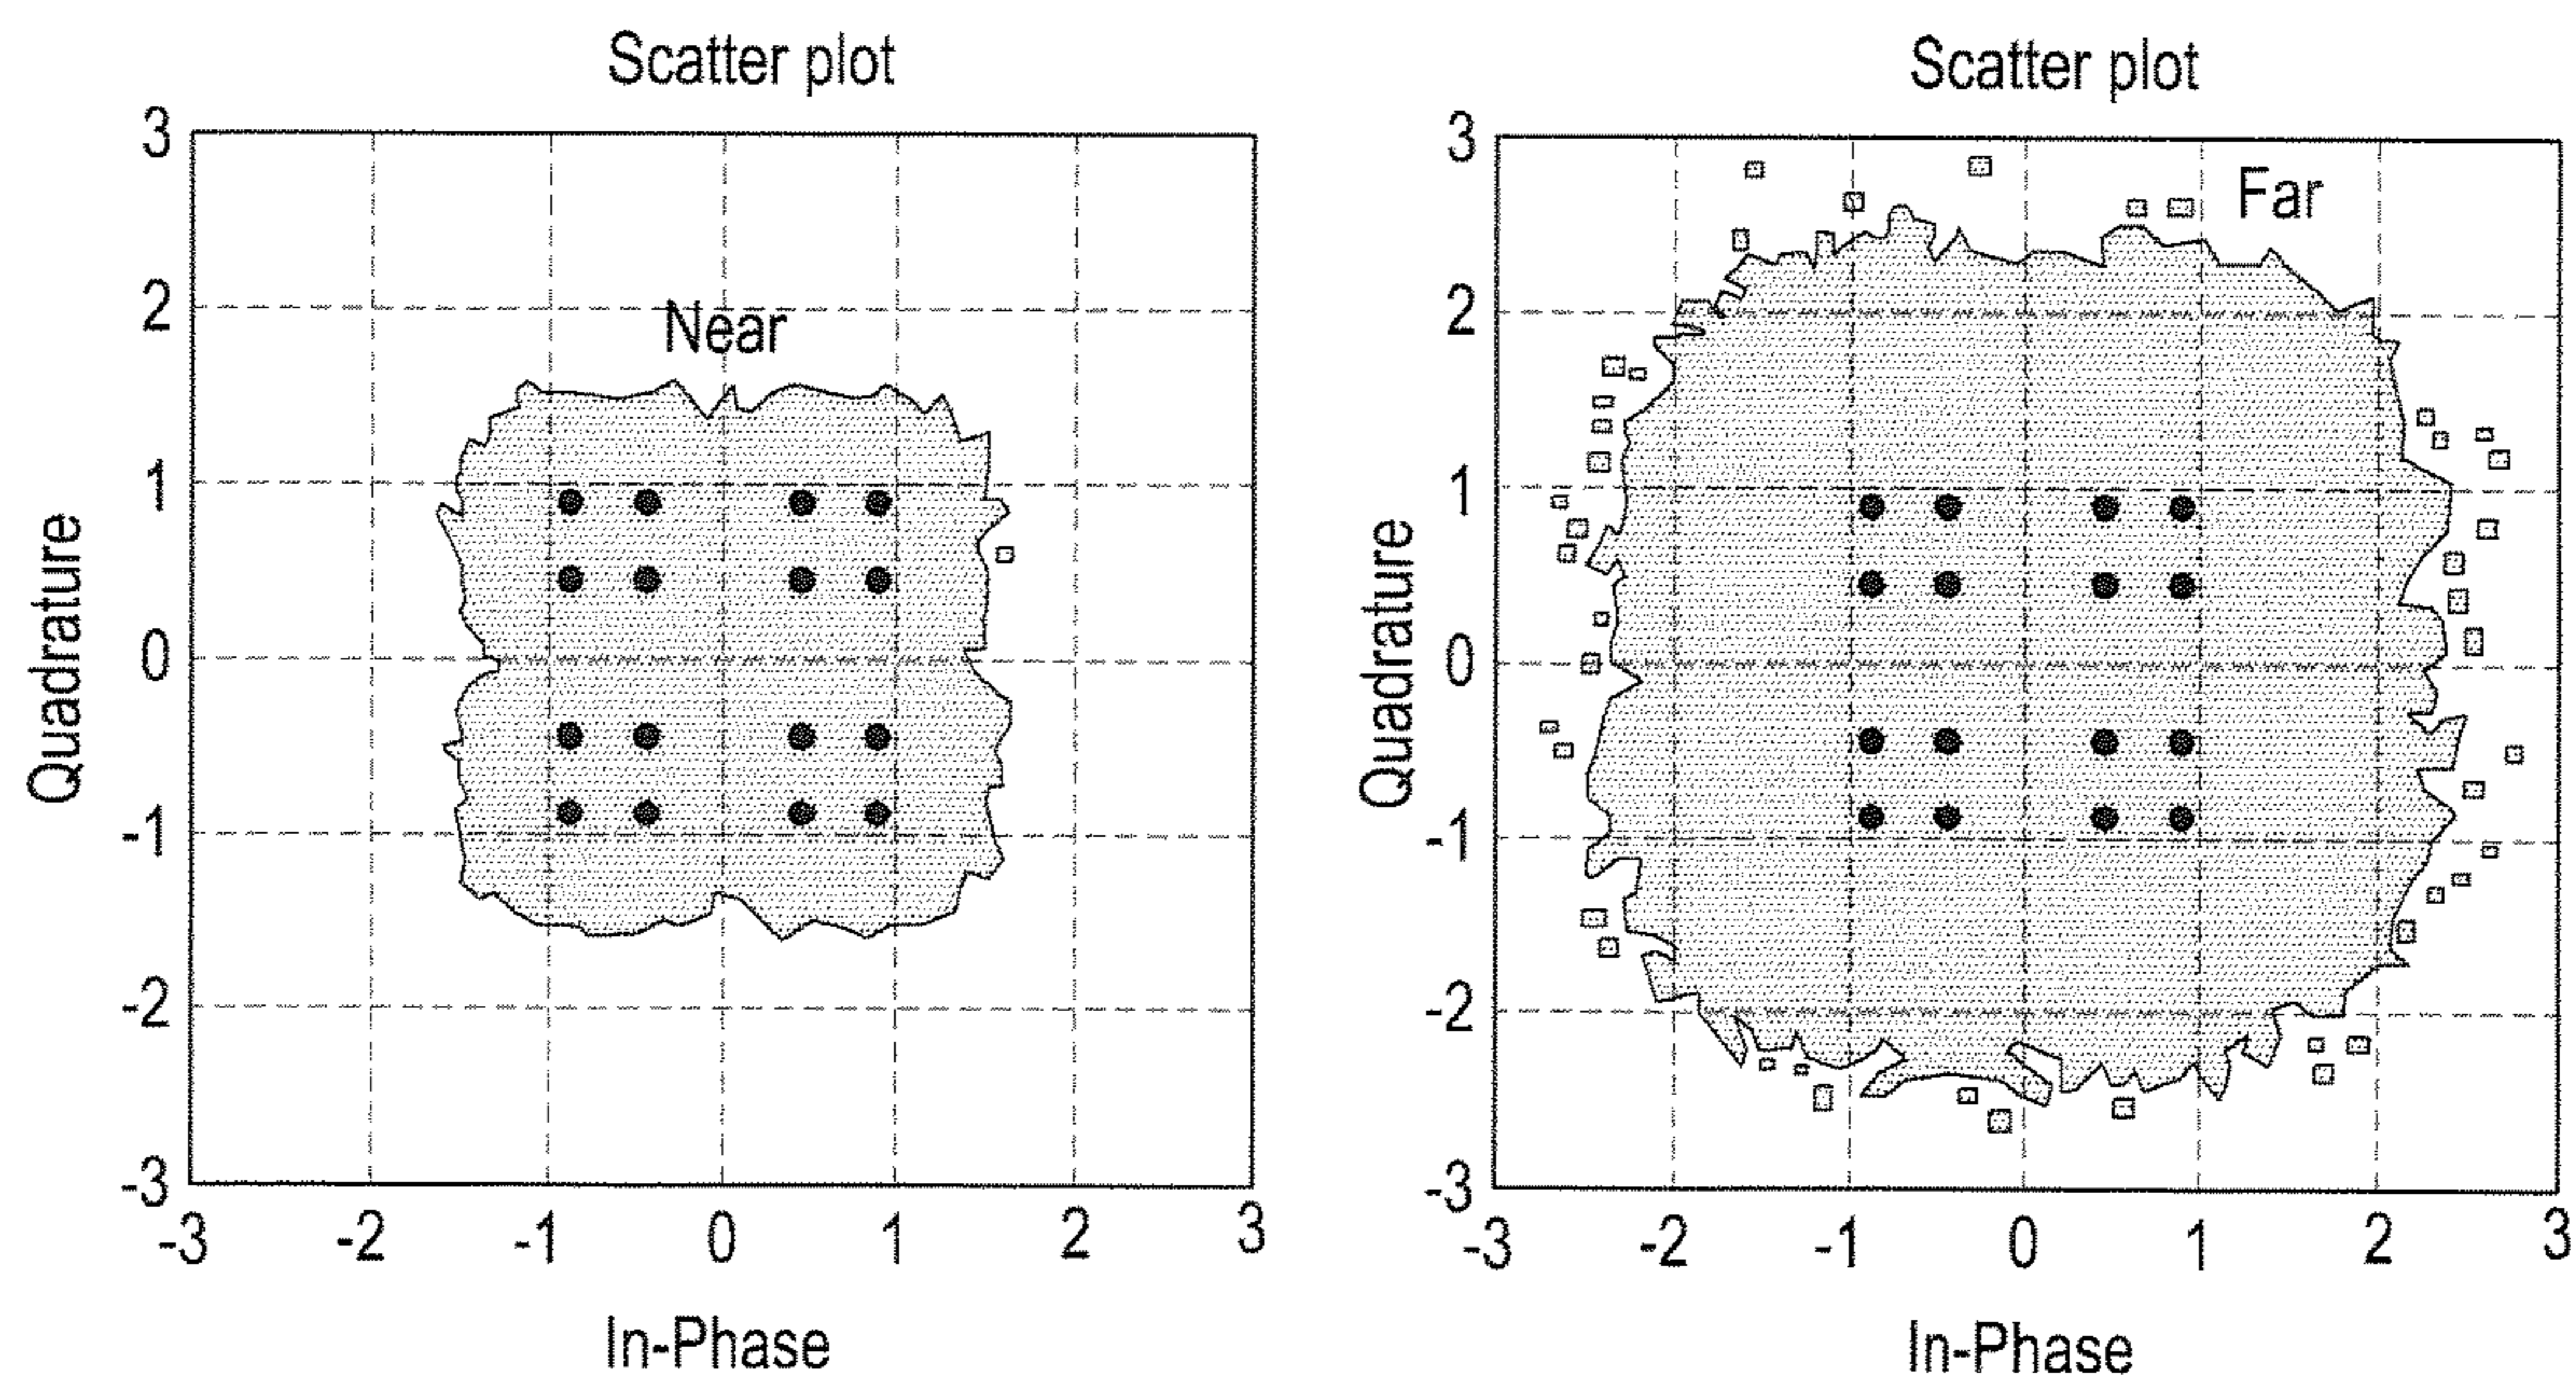 Scatter plot
3
2
1
0
-1
-2
-3
Quadrature
Near
-3 -2 -1 0 1 2 3
In-Phase
Scatter plot
3
2
1
0
-1
-2
-3
Quadrature
Far
-3 -2 -1 0 1 2 3
In-Phase